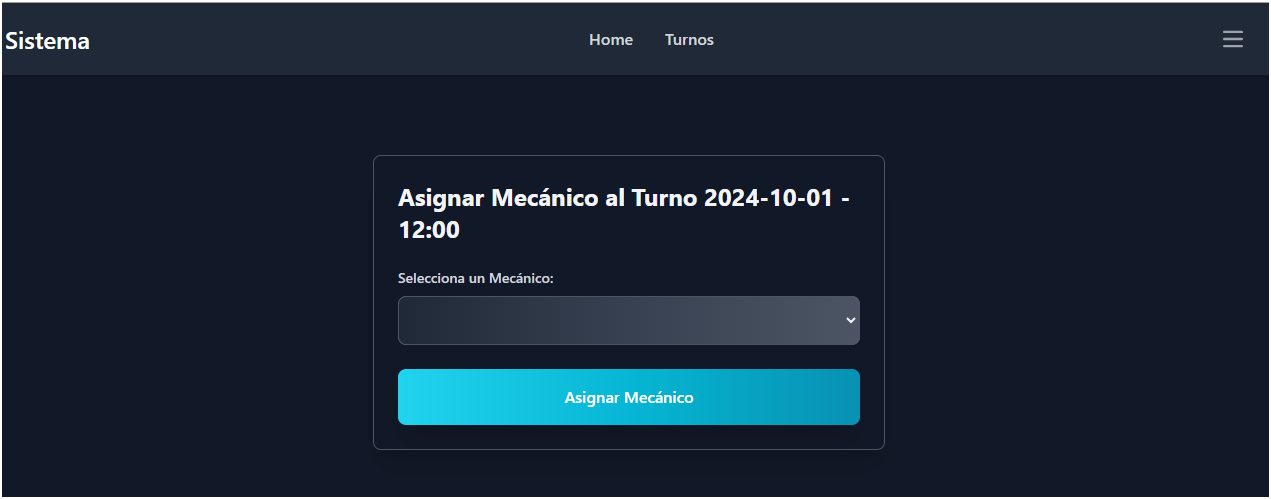 Sistema
Home
Turnos
Asignar Mecánico al Turno 2024-10-01 -
12:00
Selecciona un Mecánico:
Asignar Mecánico